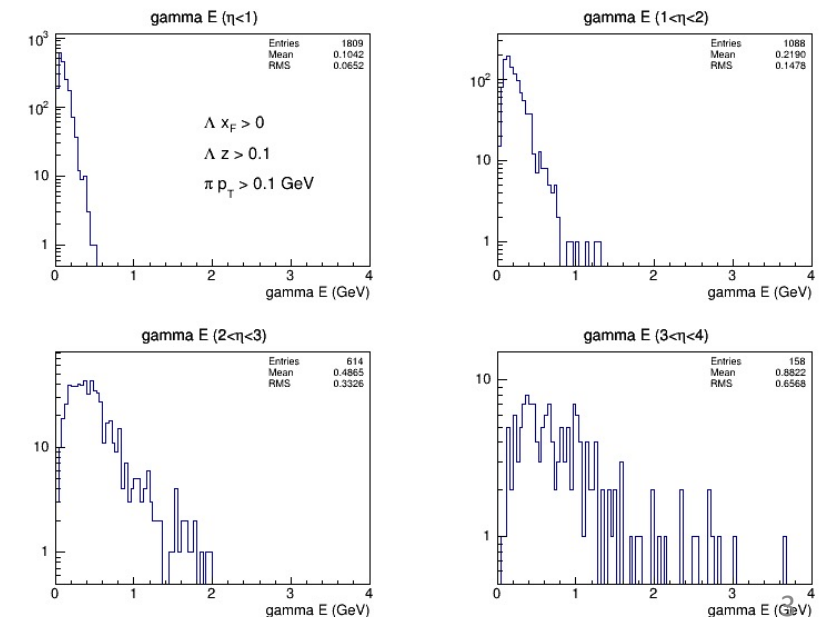 gamma E (η<1)
Entries 1809
Mean 0.1042
RMS 0.0652
Λ x_F > 0
Λ z > 0.1
π p_T > 0.1 GeV
10³
10²
10
1
0 1 2 3 4
gamma E (GeV)
gamma E (1<η<2)
Entries 1088
Mean 0.2190
RMS 0.1478
10²
10
1
0 1 2 3 4
gamma E (GeV)
gamma E (2<η<3)
Entries 614
Mean 0.4865
RMS 0.3326
10
1
0 1 2 3 4
gamma E (GeV)
gamma E (3<η<4)
Entries 158
Mean 0.8822
RMS 0.6568
10
1
0 1 2 3 4
gamma E (GeV)
3